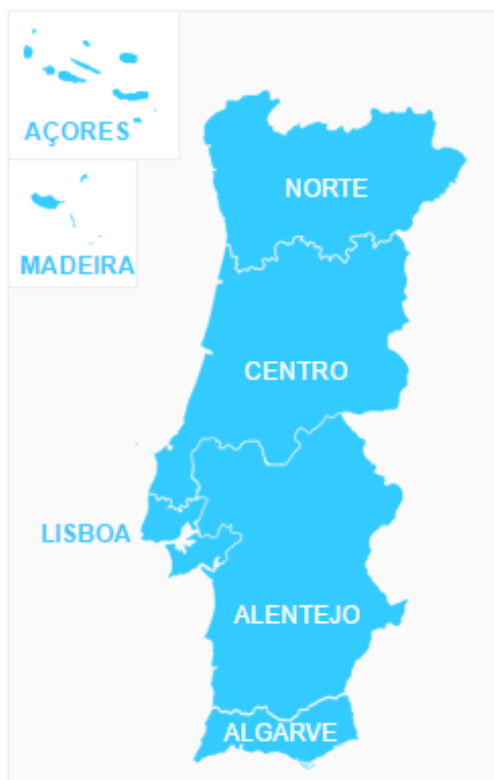 AÇORES
NORTE
MADEIRA
CENTRO
LISBOA
ALENTEJO
ALGARVE